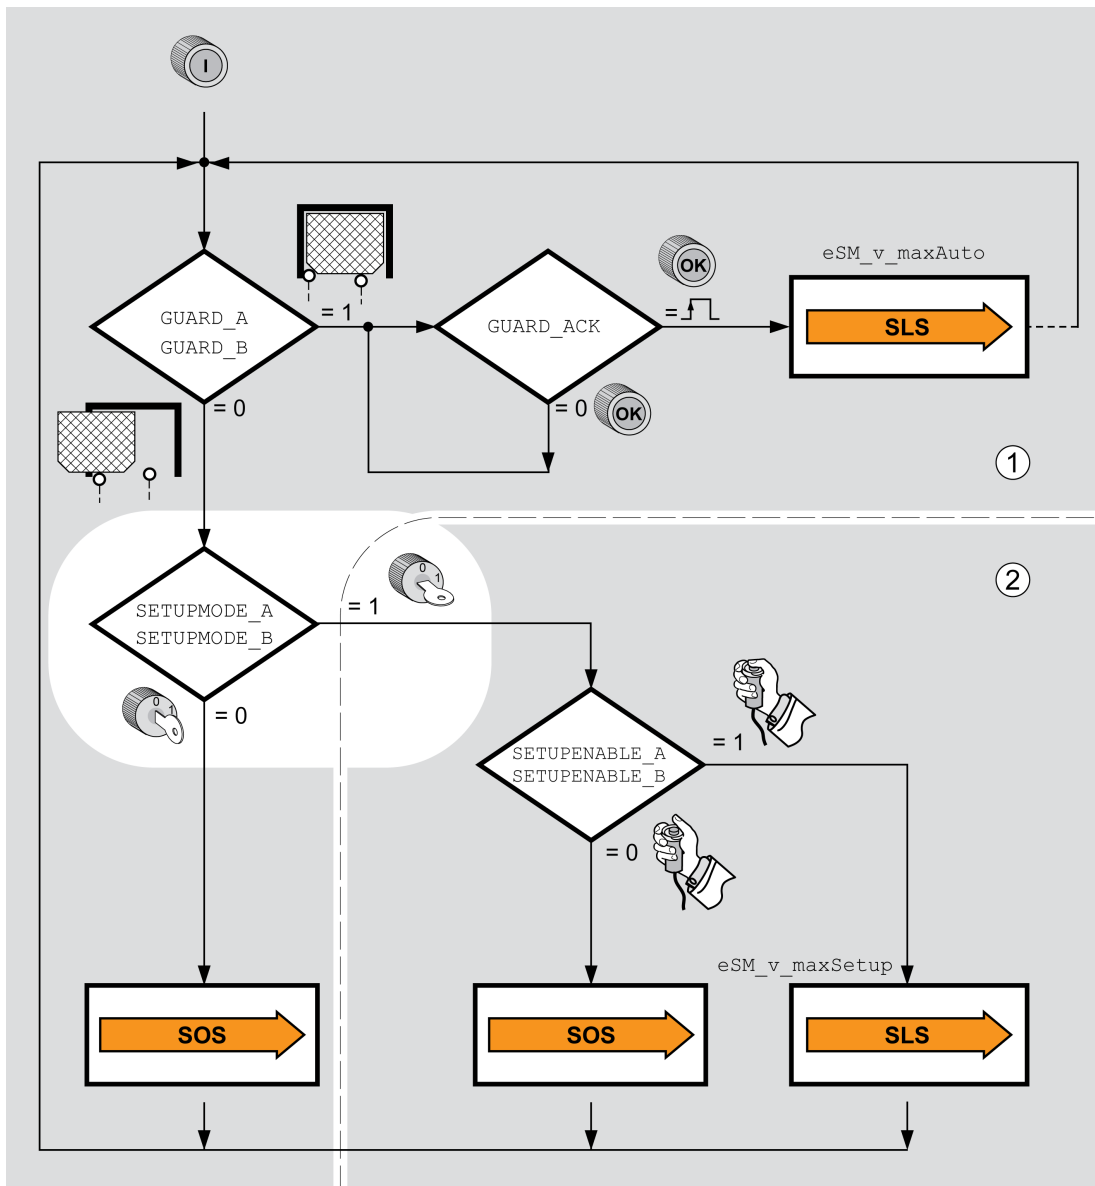 I
eSM_v_maxAuto
OK
GUARD_A
GUARD_B
= 1
GUARD_ACK
=
SLS
= 0
= 0
OK
1
0
1
2
SETUPMODE_A
SETUPMODE_B
= 1
0
1
= 0
SETUPENABLE_A
SETUPENABLE_B
= 1
= 0
eSM_v_maxSetup
SOS
SOS
SLS